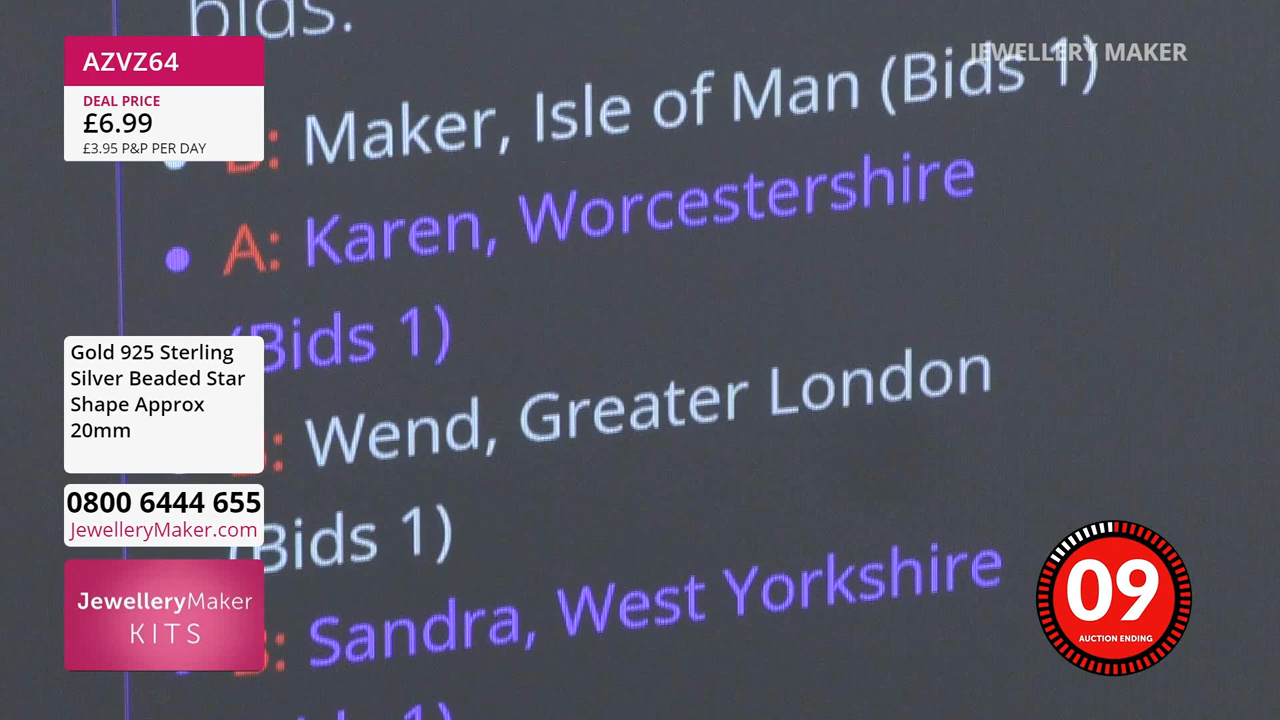 bids.
AZVZ64
DEAL PRICE
£6.99
£3.95 P&P PER DAY
JEWELLERY MAKER
B: Maker, Isle of Man (Bids 1)
A: Karen, Worcestershire
(Bids 1)
Gold 925 Sterling
Silver Beaded Star
Shape Approx
20mm
B: Wend, Greater London
(Bids 1)
0800 6444 655
JewelleryMaker.com
JewelleryMaker
KITS
B: Sandra, West Yorkshire
09
AUCTION ENDING